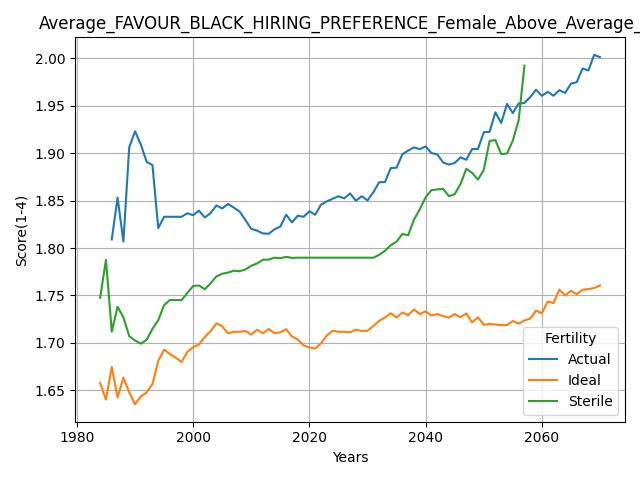 Average_FAVOUR_BLACK_HIRING_PREFERENCE_Female_Above_Average_
2.00
1.95
1.90
1.85
1.80
1.75
1.70
1.65
Score(1-4)
1980
2000
2020
2040
2060
Years
Fertility
Actual
Ideal
Sterile